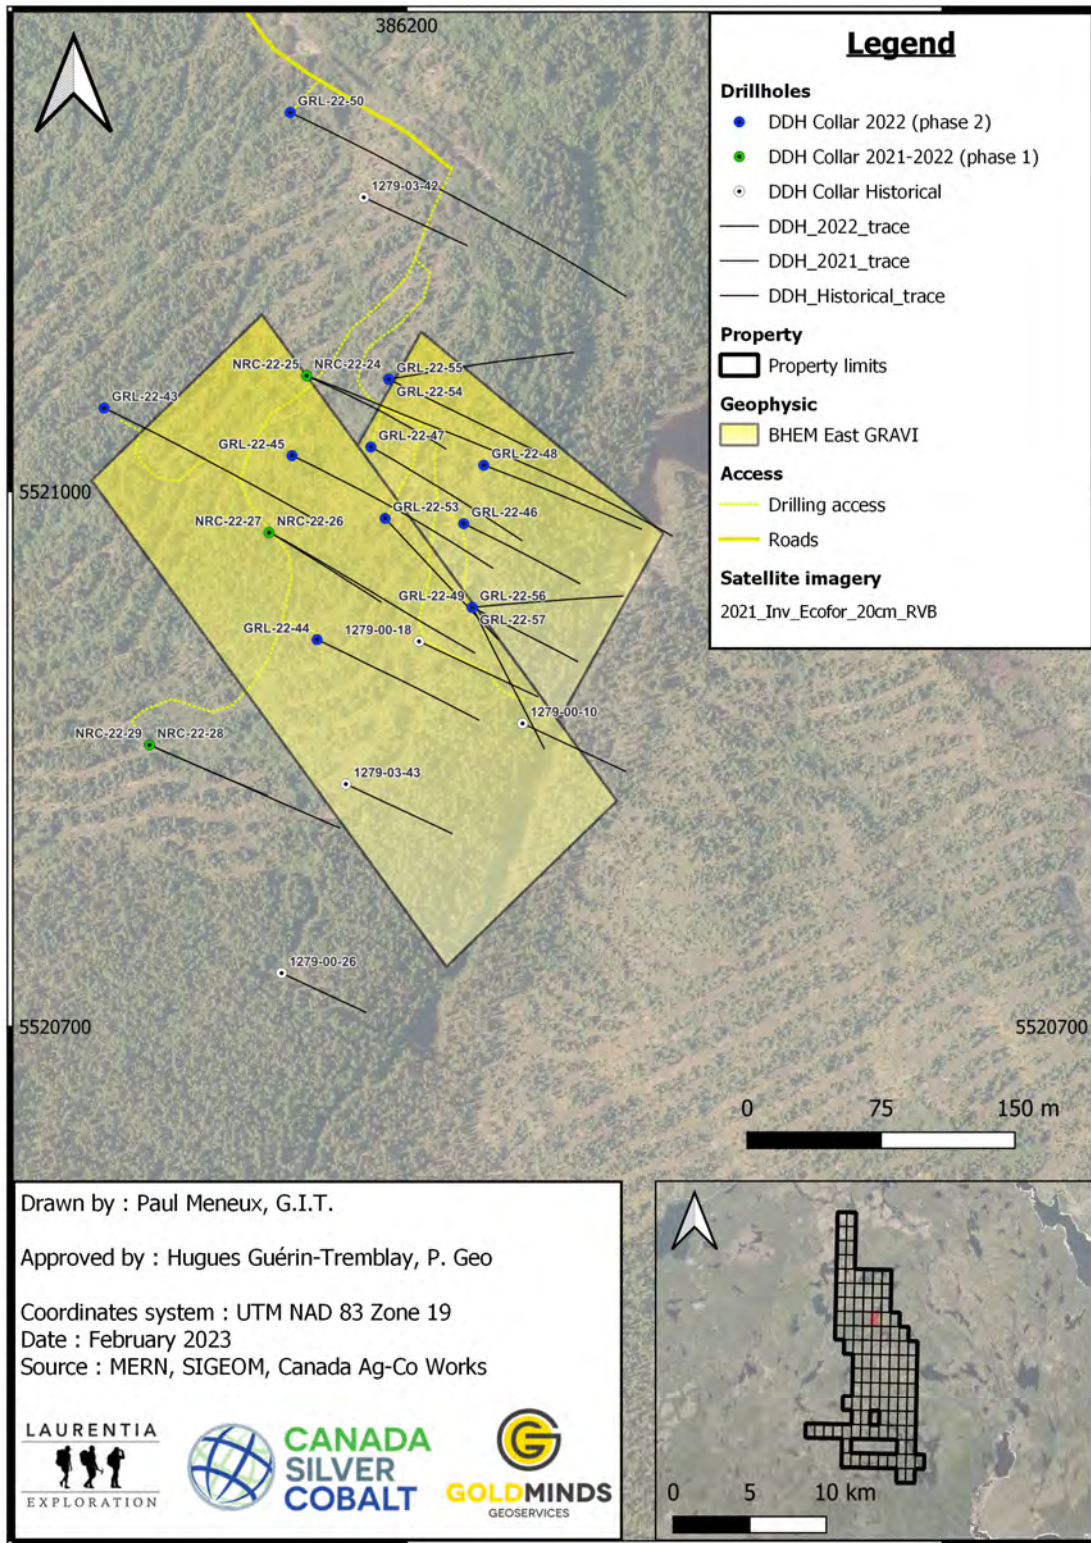 386200
GRL-22-50
1279-03-42
NRC-22-25
NRC-22-24
GRL-22-55
GRL-22-54
GRL-22-43
GRL-22-45
GRL-22-47
GRL-22-48
5521000
GRL-22-53
GRL-22-46
NRC-22-27
NRC-22-26
GRL-22-49
GRL-22-56
GRL-22-57
GRL-22-44
1279-00-18
1279-00-10
NRC-22-29
NRC-22-28
1279-03-43
1279-00-26
5520700
5520700
0 75 150 m
Legend
Drillholes
DDH Collar 2022 (phase 2)
DDH Collar 2021-2022 (phase 1)
DDH Collar Historical
DDH_2022_trace
DDH_2021_trace
DDH_Historical_trace
Property
Property limits
Geophysic
BHEM East GRAVI
Access
Drilling access
Roads
Satellite imagery
2021_Inv_Ecofor_20cm_RVB
Drawn by : Paul Meneux, G.I.T.
Approved by : Hugues Guérin-Tremblay, P. Geo
Coordinates system : UTM NAD 83 Zone 19
Date : February 2023
Source : MERN, SIGEOM, Canada Ag-Co Works
LAURENTIA
EXPLORATION
CANADA
SILVER
COBALT
GOLDMINDS
GEOSERVICES
0 5 10 km